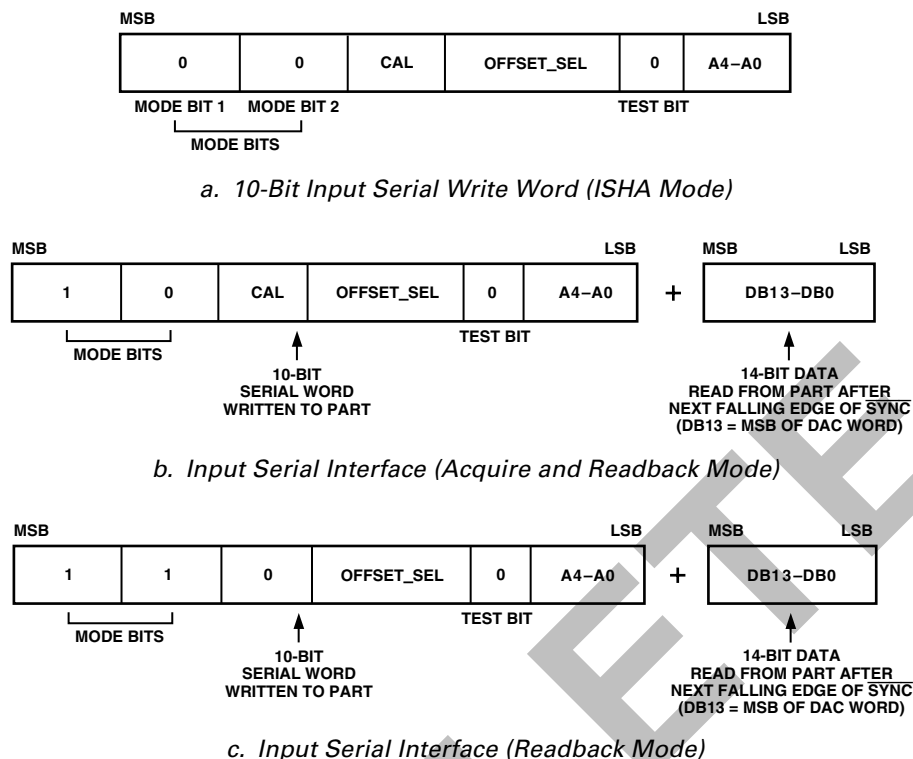 MSB LSB
0 0 CAL OFFSET_SEL 0 A4–A0
MODE BIT 1 MODE BIT 2 TEST BIT
MODE BITS
a. 10-Bit Input Serial Write Word (ISHA Mode)
MSB LSB MSB LSB
1 0 CAL OFFSET_SEL 0 A4–A0 + DB13–DB0
MODE BITS TEST BIT
10-BIT
SERIAL WORD
WRITTEN TO PART
14-BIT DATA
READ FROM PART AFTER
NEXT FALLING EDGE OF SYNC
(DB13 = MSB OF DAC WORD)
b. Input Serial Interface (Acquire and Readback Mode)
MSB LSB MSB LSB
1 1 0 OFFSET_SEL 0 A4–A0 + DB13–DB0
MODE BITS TEST BIT
10-BIT
SERIAL WORD
WRITTEN TO PART
14-BIT DATA
READ FROM PART AFTER
NEXT FALLING EDGE OF SYNC
(DB13 = MSB OF DAC WORD)
c. Input Serial Interface (Readback Mode)
ETE